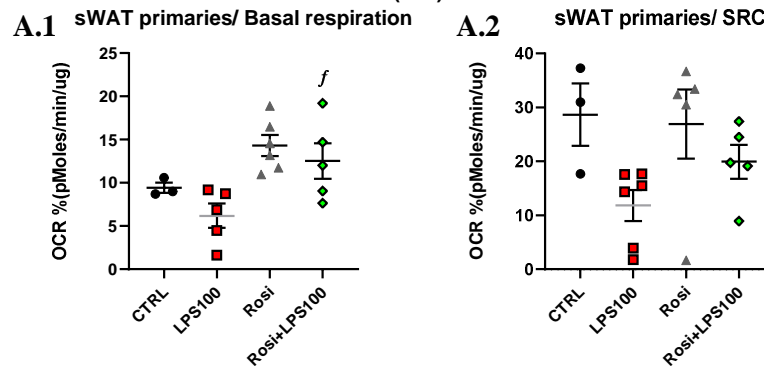 A.1 sWAT primaries/ Basal respiration
f
OCR %(pMoles/min/ug)
25
20
15
10
5
0
CTRL
LPS100
Rosi
Rosi+LPS100
A.2 sWAT primaries/ SRC
OCR %(pMoles/min/ug)
40
30
20
10
0
CTRL
LPS100
Rosi
Rosi+LPS100